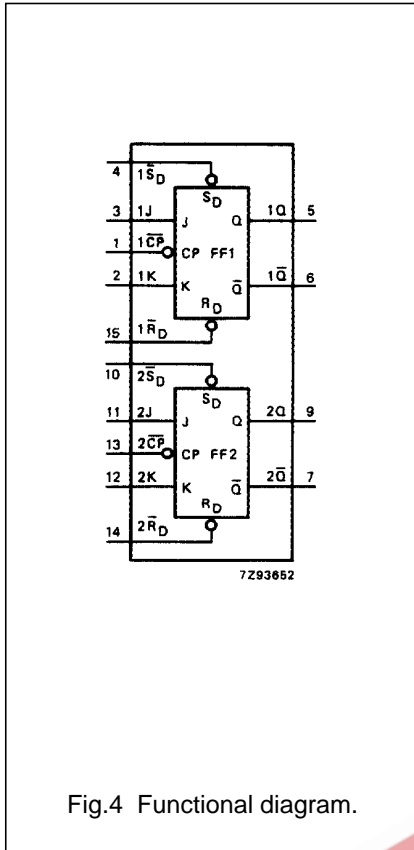 4 1S̅D
SD
3 1J J Q 1Q 5
1 1C̅P̅ CP FF1
2 1K K Q̅ 1Q̅ 6
RD
15 1R̅D
10 2S̅D
SD
11 2J J Q 2Q 9
13 2C̅P̅ CP FF2
12 2K K Q̅ 2Q̅ 7
RD
14 2R̅D
7Z93652
Fig.4 Functional diagram.